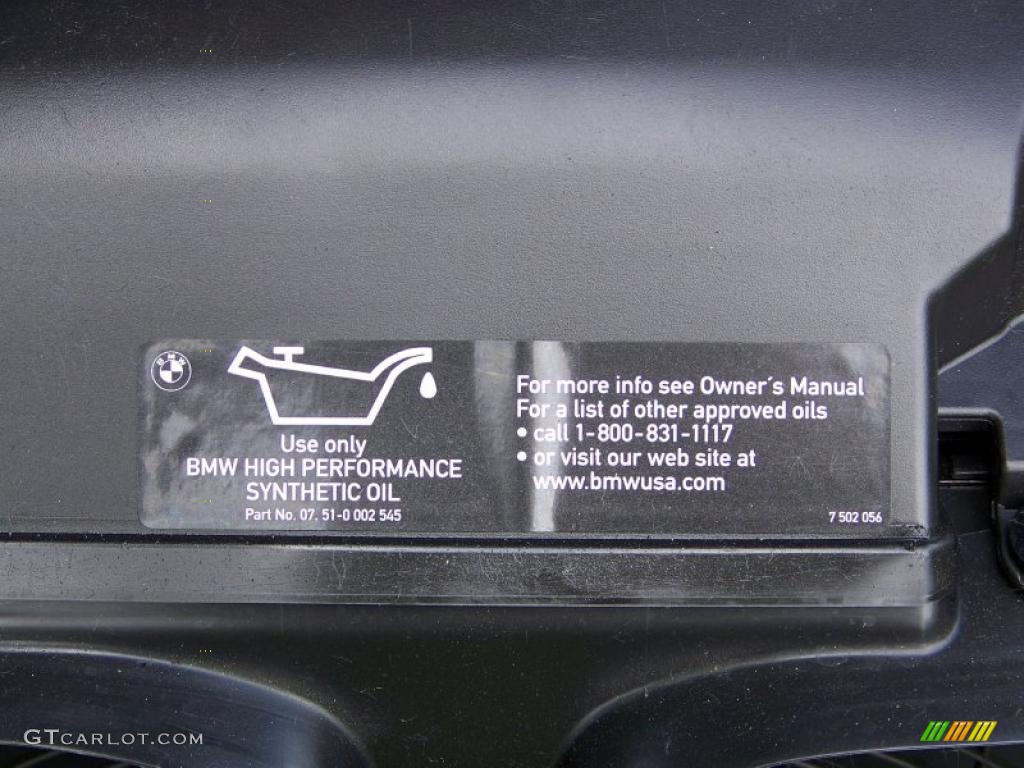 BMW
Use only
BMW HIGH PERFORMANCE
SYNTHETIC OIL
Part No. 07. 51-0 002 545
For more info see Owner´s Manual
For a list of other approved oils
• call 1-800-831-1117
• or visit our web site at
www.bmwusa.com
7 502 056
GTCARLOT.COM